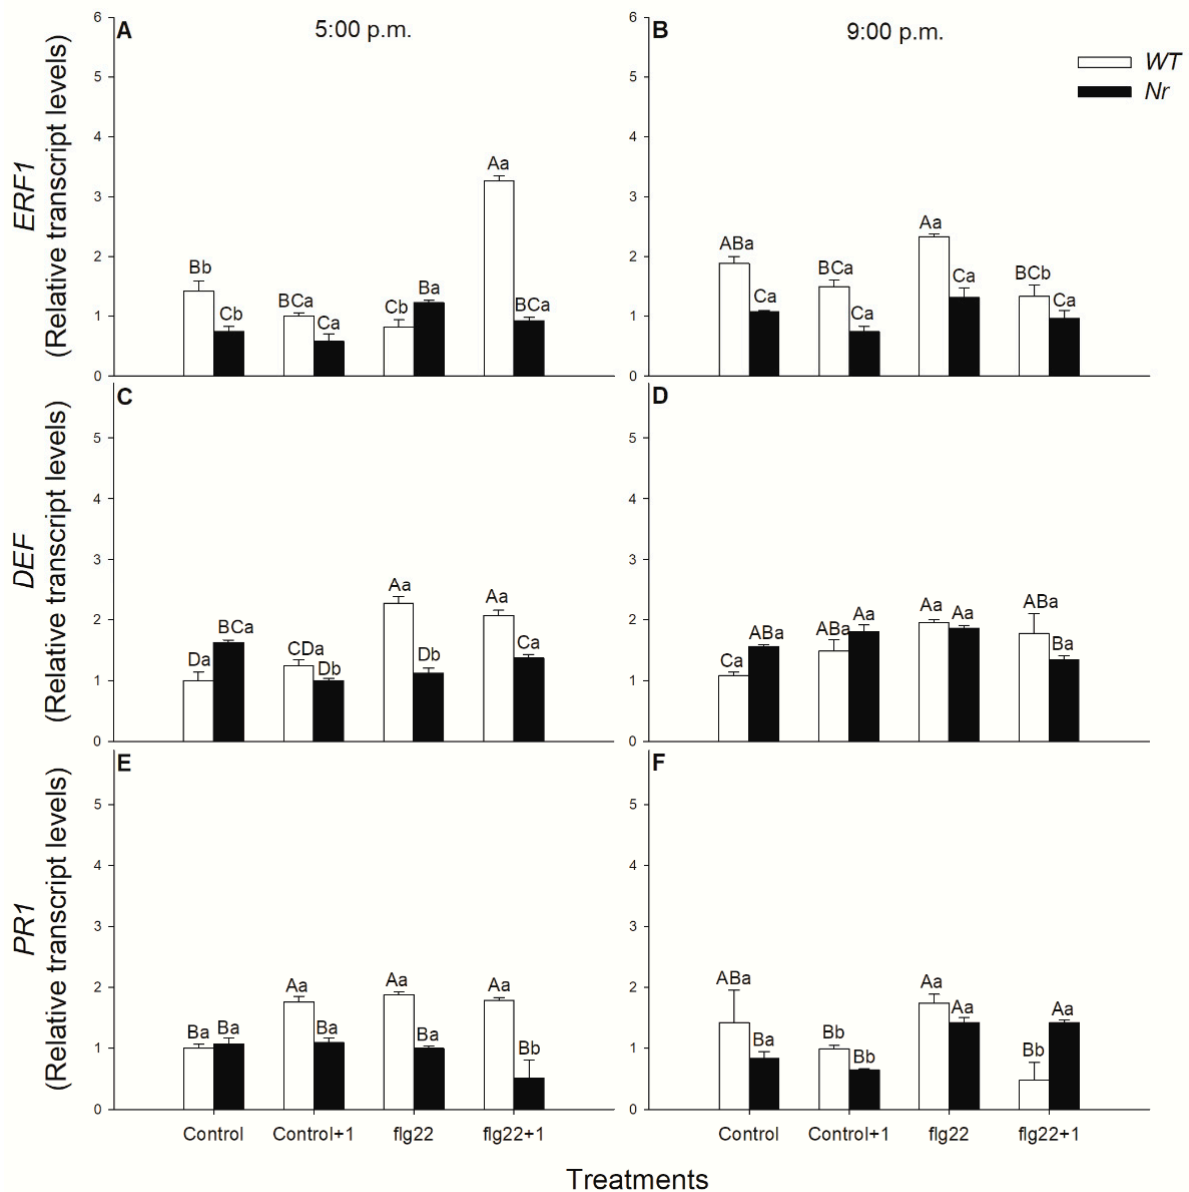 A
5:00 p.m.
B
9:00 p.m.
WT
Nr
ERF1
(Relative transcript levels)
6
5
4
3
2
1
0
Bb
Cb
BCa
Ca
Cb
Ba
Aa
BCa
6
5
4
3
2
1
0
ABa
Ca
BCa
Ca
Aa
Ca
BCb
Ca
C
DEF
(Relative transcript levels)
5
4
3
2
1
0
Da
BCa
CDa
Db
Aa
Db
Aa
Ca
D
5
4
3
2
1
0
Ca
ABa
ABa
Aa
Aa
Aa
ABa
Ba
E
PR1
(Relative transcript levels)
5
4
3
2
1
0
Ba
Ba
Aa
Ba
Aa
Ba
Aa
Bb
F
5
4
3
2
1
0
ABa
Ba
Bb
Bb
Aa
Aa
Bb
Aa
Control
Control+1
flg22
flg22+1
Control
Control+1
flg22
flg22+1
Treatments